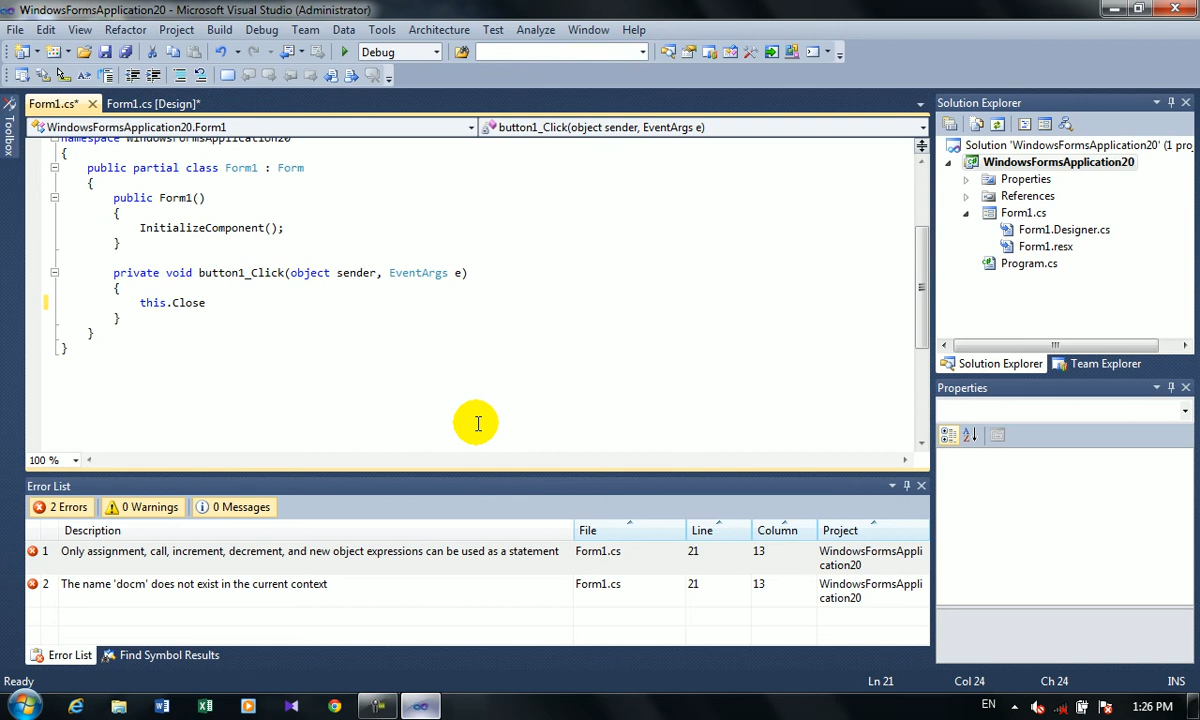 WindowsFormsApplication20 - Microsoft Visual Studio (Administrator)
File Edit View Refactor Project Build Debug Team Data Tools Architecture Test Analyze Window Help
Debug
Form1.cs* Form1.cs [Design]*
WindowsFormsApplication20.Form1 button1_Click(object sender, EventArgs e)
namespace WindowsFormsApplication20
{
public partial class Form1 : Form
{
public Form1()
{
InitializeComponent();
}
private void button1_Click(object sender, EventArgs e)
{
this.Close
}
}
}
100 %
Toolbox
Solution Explorer
Solution 'WindowsFormsApplication20' (1 proj
WindowsFormsApplication20
Properties
References
Form1.cs
Form1.Designer.cs
Form1.resx
Program.cs
Solution Explorer Team Explorer
Properties
Error List
2 Errors 0 Warnings 0 Messages
Description File Line Column Project
1 Only assignment, call, increment, decrement, and new object expressions can be used as a statement Form1.cs 21 13 WindowsFormsAppli
cation20
2 The name 'docm' does not exist in the current context Form1.cs 21 13 WindowsFormsAppli
cation20
Error List Find Symbol Results
Ready Ln 21 Col 24 Ch 24 INS
EN 1:26 PM